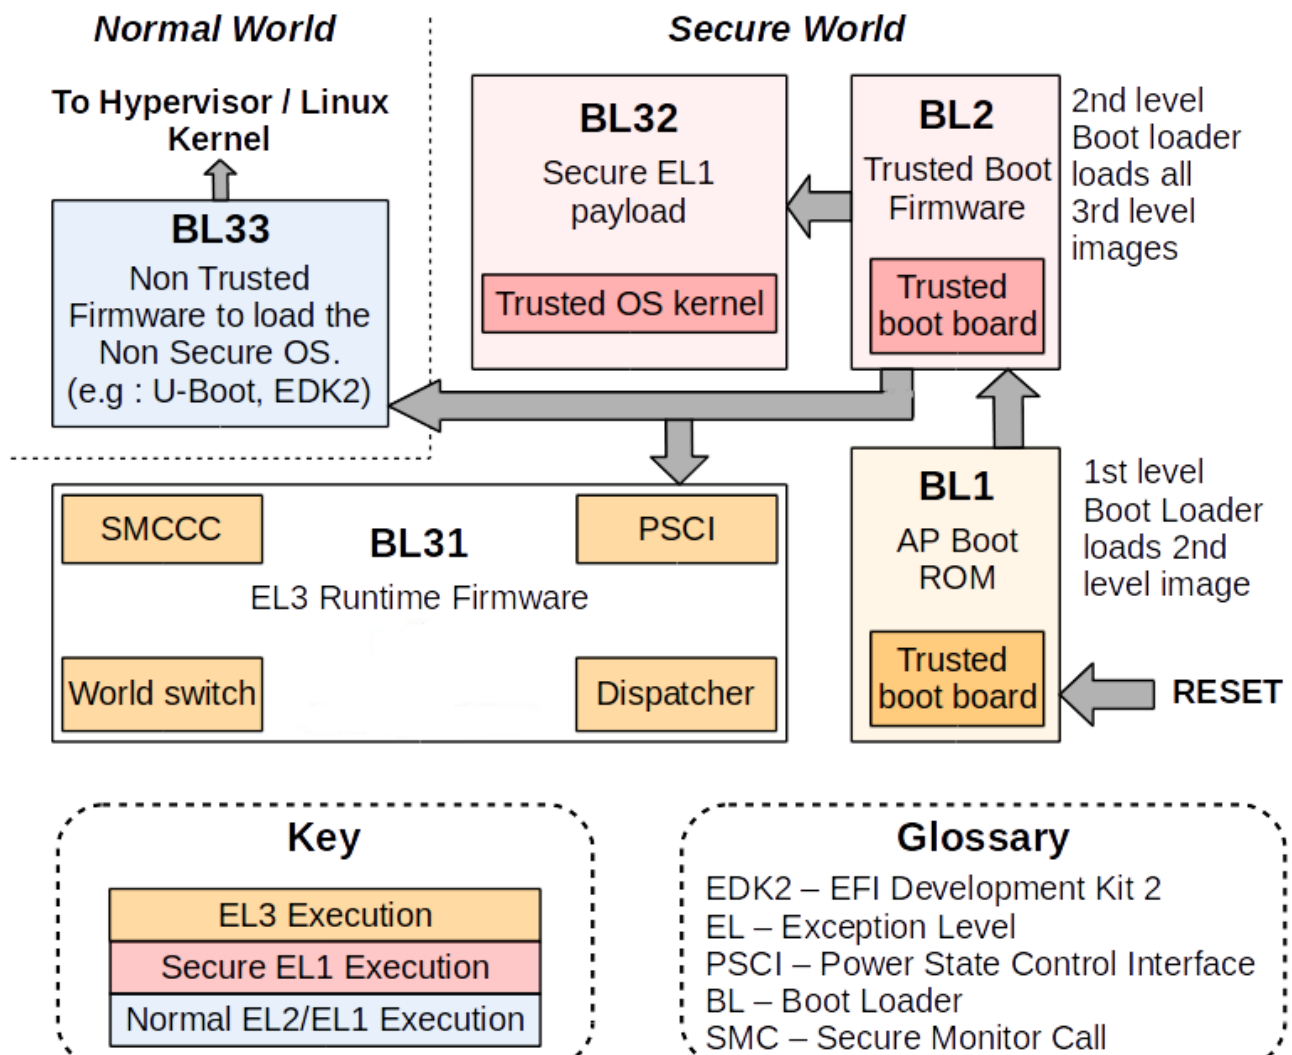 Normal World
Secure World
To Hypervisor / Linux
Kernel
BL33
Non Trusted
Firmware to load the
Non Secure OS.
(e.g : U-Boot, EDK2)
BL32
Secure EL1
payload
Trusted OS kernel
BL2
Trusted Boot
Firmware
Trusted
boot board
2nd level
Boot loader
loads all
3rd level
images
SMCCC
BL31
PSCI
EL3 Runtime Firmware
World switch
Dispatcher
BL1
AP Boot
ROM
Trusted
boot board
1st level
Boot Loader
loads 2nd
level image
RESET
Key
EL3 Execution
Secure EL1 Execution
Normal EL2/EL1 Execution
Glossary
EDK2 – EFI Development Kit 2
EL – Exception Level
PSCI – Power State Control Interface
BL – Boot Loader
SMC – Secure Monitor Call